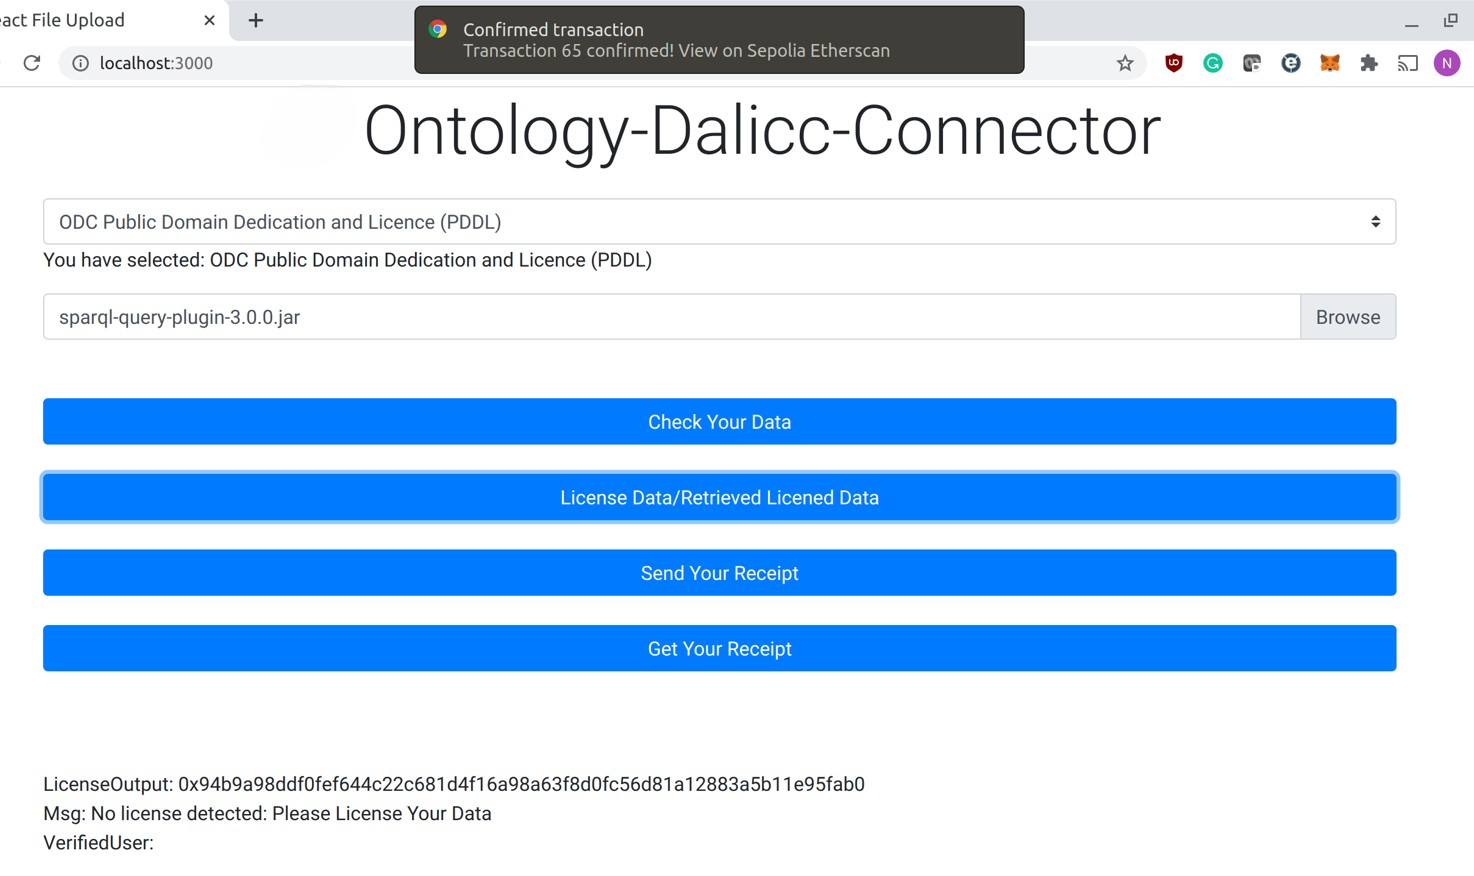 eact File Upload
Confirmed transaction
Transaction 65 confirmed! View on Sepolia Etherscan
localhost:3000
N
Ontology-Dalicc-Connector
ODC Public Domain Dedication and Licence (PDDL)
You have selected: ODC Public Domain Dedication and Licence (PDDL)
sparql-query-plugin-3.0.0.jar
Browse
Check Your Data
License Data/Retrieved Licened Data
Send Your Receipt
Get Your Receipt
LicenseOutput: 0x94b9a98ddf0fef644c22c681d4f16a98a63f8d0fc56d81a12883a5b11e95fab0
Msg: No license detected: Please License Your Data
VerifiedUser: